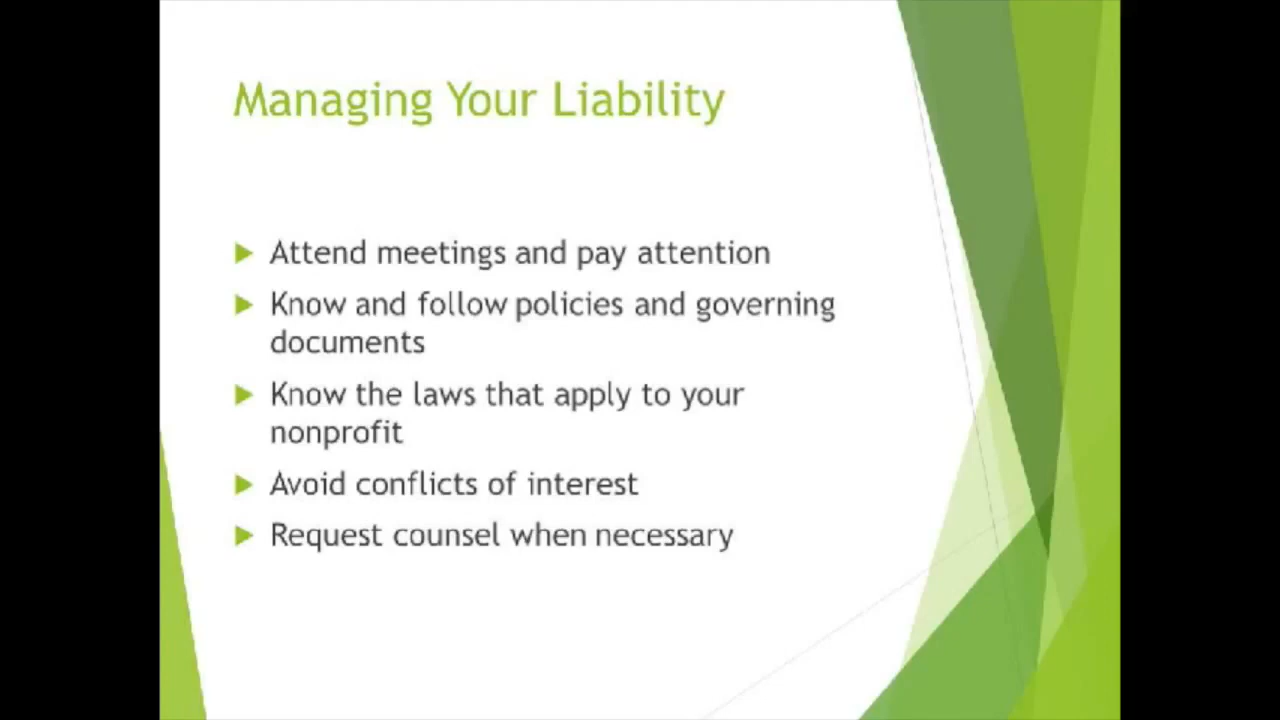 Managing Your Liability
Attend meetings and pay attention
Know and follow policies and governing
documents
Know the laws that apply to your
nonprofit
Avoid conflicts of interest
Request counsel when necessary